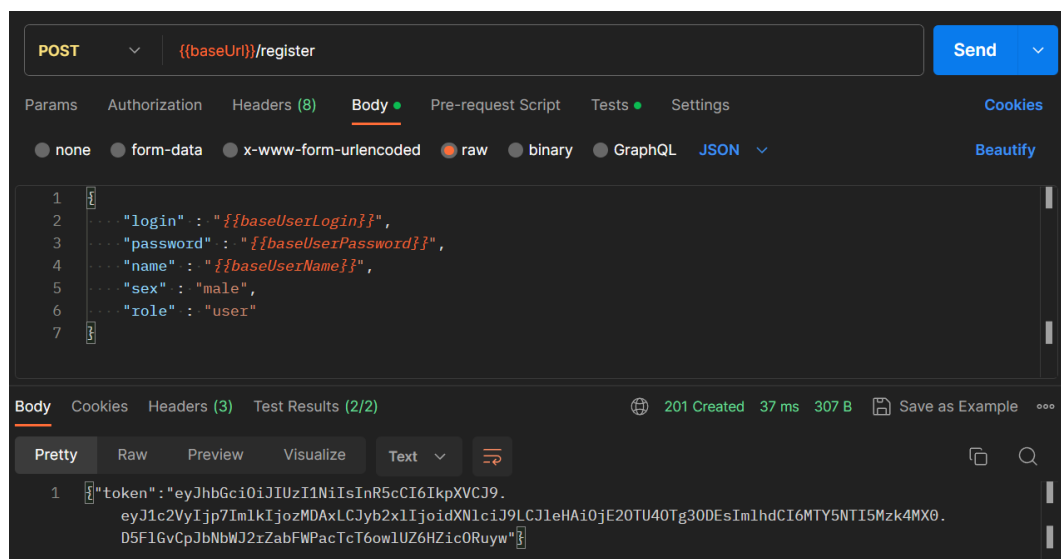 POST {{baseUrl}}/register Send
Params Authorization Headers (8) Body Pre-request Script Tests Settings Cookies
none form-data x-www-form-urlencoded raw binary GraphQL JSON Beautify
1 {
2 "login" : "{{baseUserLogin}}",
3 "password" : "{{baseUserPassword}}",
4 "name" : "{{baseUserName}}",
5 "sex" : "male",
6 "role" : "user"
7 }
Body Cookies Headers (3) Test Results (2/2) 201 Created 37 ms 307 B Save as Example
Pretty Raw Preview Visualize Text
1 {"token":"eyJhbGciOiJIUzI1NiIsInR5cCI6IkpXVCJ9.
eyJ1c2VyIjp7ImlkIjozMDAxLCJyb2xlIjoidXNlciJ9LCJleHAiOjE2OTU4OTg3ODEsImlhdCI6MTY5NTI5Mzk4MX0.
D5FlGvCpJbNbWJ2rZabFWPacTcT6owlUZ6HZicORuyw"}